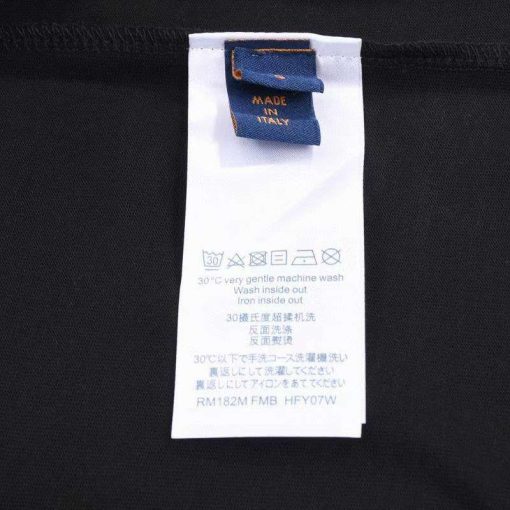 MADE
IN
ITALY
30
30°C very gentle machine wash
Wash inside out
Iron inside out
30摄氏度超揉机洗
反面洗涤
反面熨烫
30℃以下で手洗コース洗濯機洗い
裏返しにして洗濯してください
裏返しにしてアイロンをあててください
RM182M FMB HFY07W